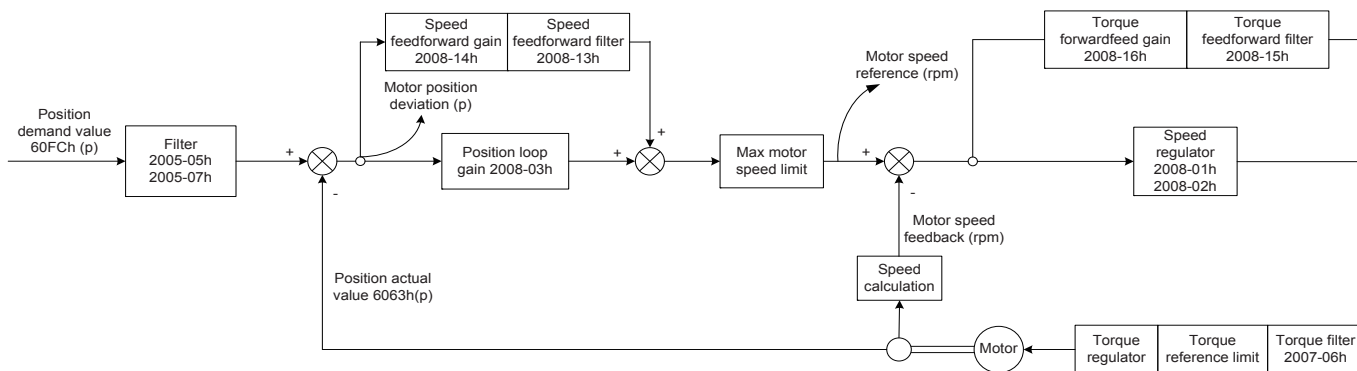 Speed
feedforward gain
2008-14h
Speed
feedforward filter
2008-13h
Torque
forwardfeed gain
2008-16h
Torque
feedforward filter
2008-15h
Motor speed
reference (rpm)
Motor position
deviation (p)
Position
demand value
60FCh (p)
+
Filter
2005-05h
2005-07h
+
-
Position loop
gain 2008-03h
+
Max motor
speed limit
+
-
Speed
regulator
2008-01h
2008-02h
Motor speed
feedback (rpm)
Position actual
value 6063h(p)
Speed
calculation
Motor
Torque
regulator
Torque
reference limit
Torque filter
2007-06h